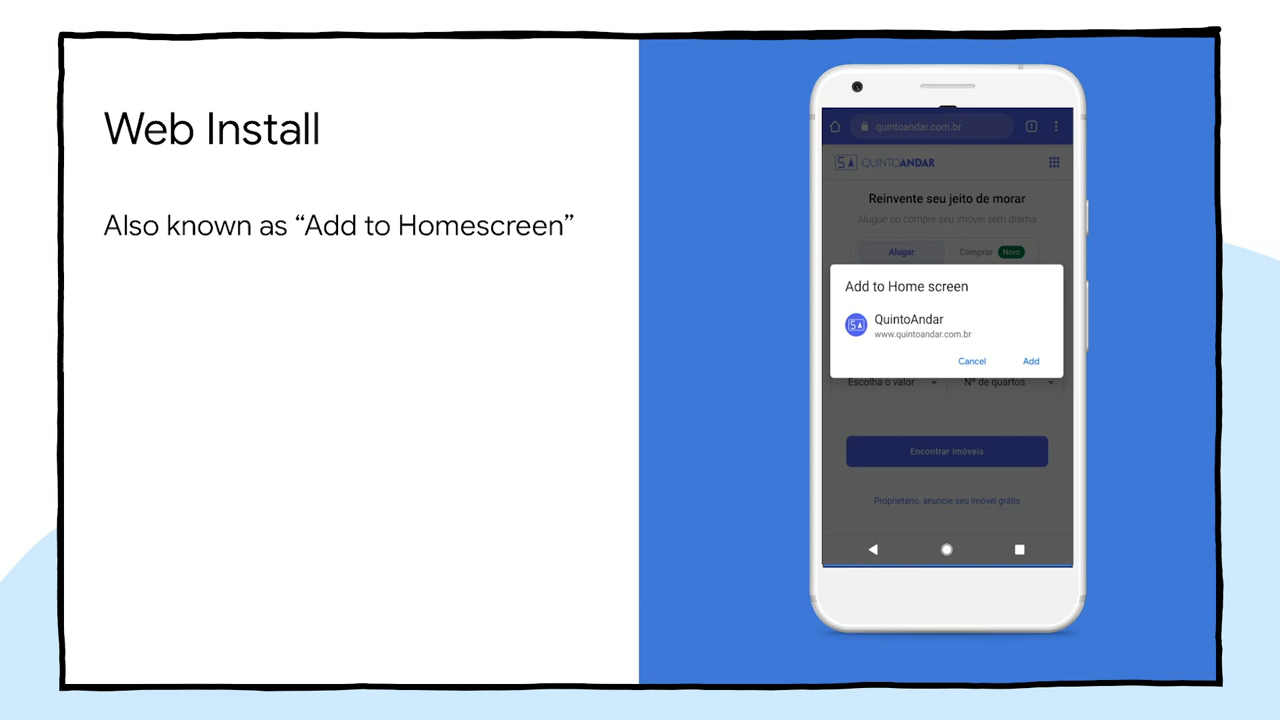 Web Install
Also known as “Add to Homescreen”
quintoandar.com.br
1
QUINTOANDAR
Reinvente seu jeito de morar
Alugue ou compre seu imóvel sem drama
Alugar
Comprar Novo
Add to Home screen
QuintoAndar
www.quintoandar.com.br
Cancel Add
Escolha o valor Nº de quartos
Encontrar Imóveis
Proprietário, anuncie seu imóvel grátis